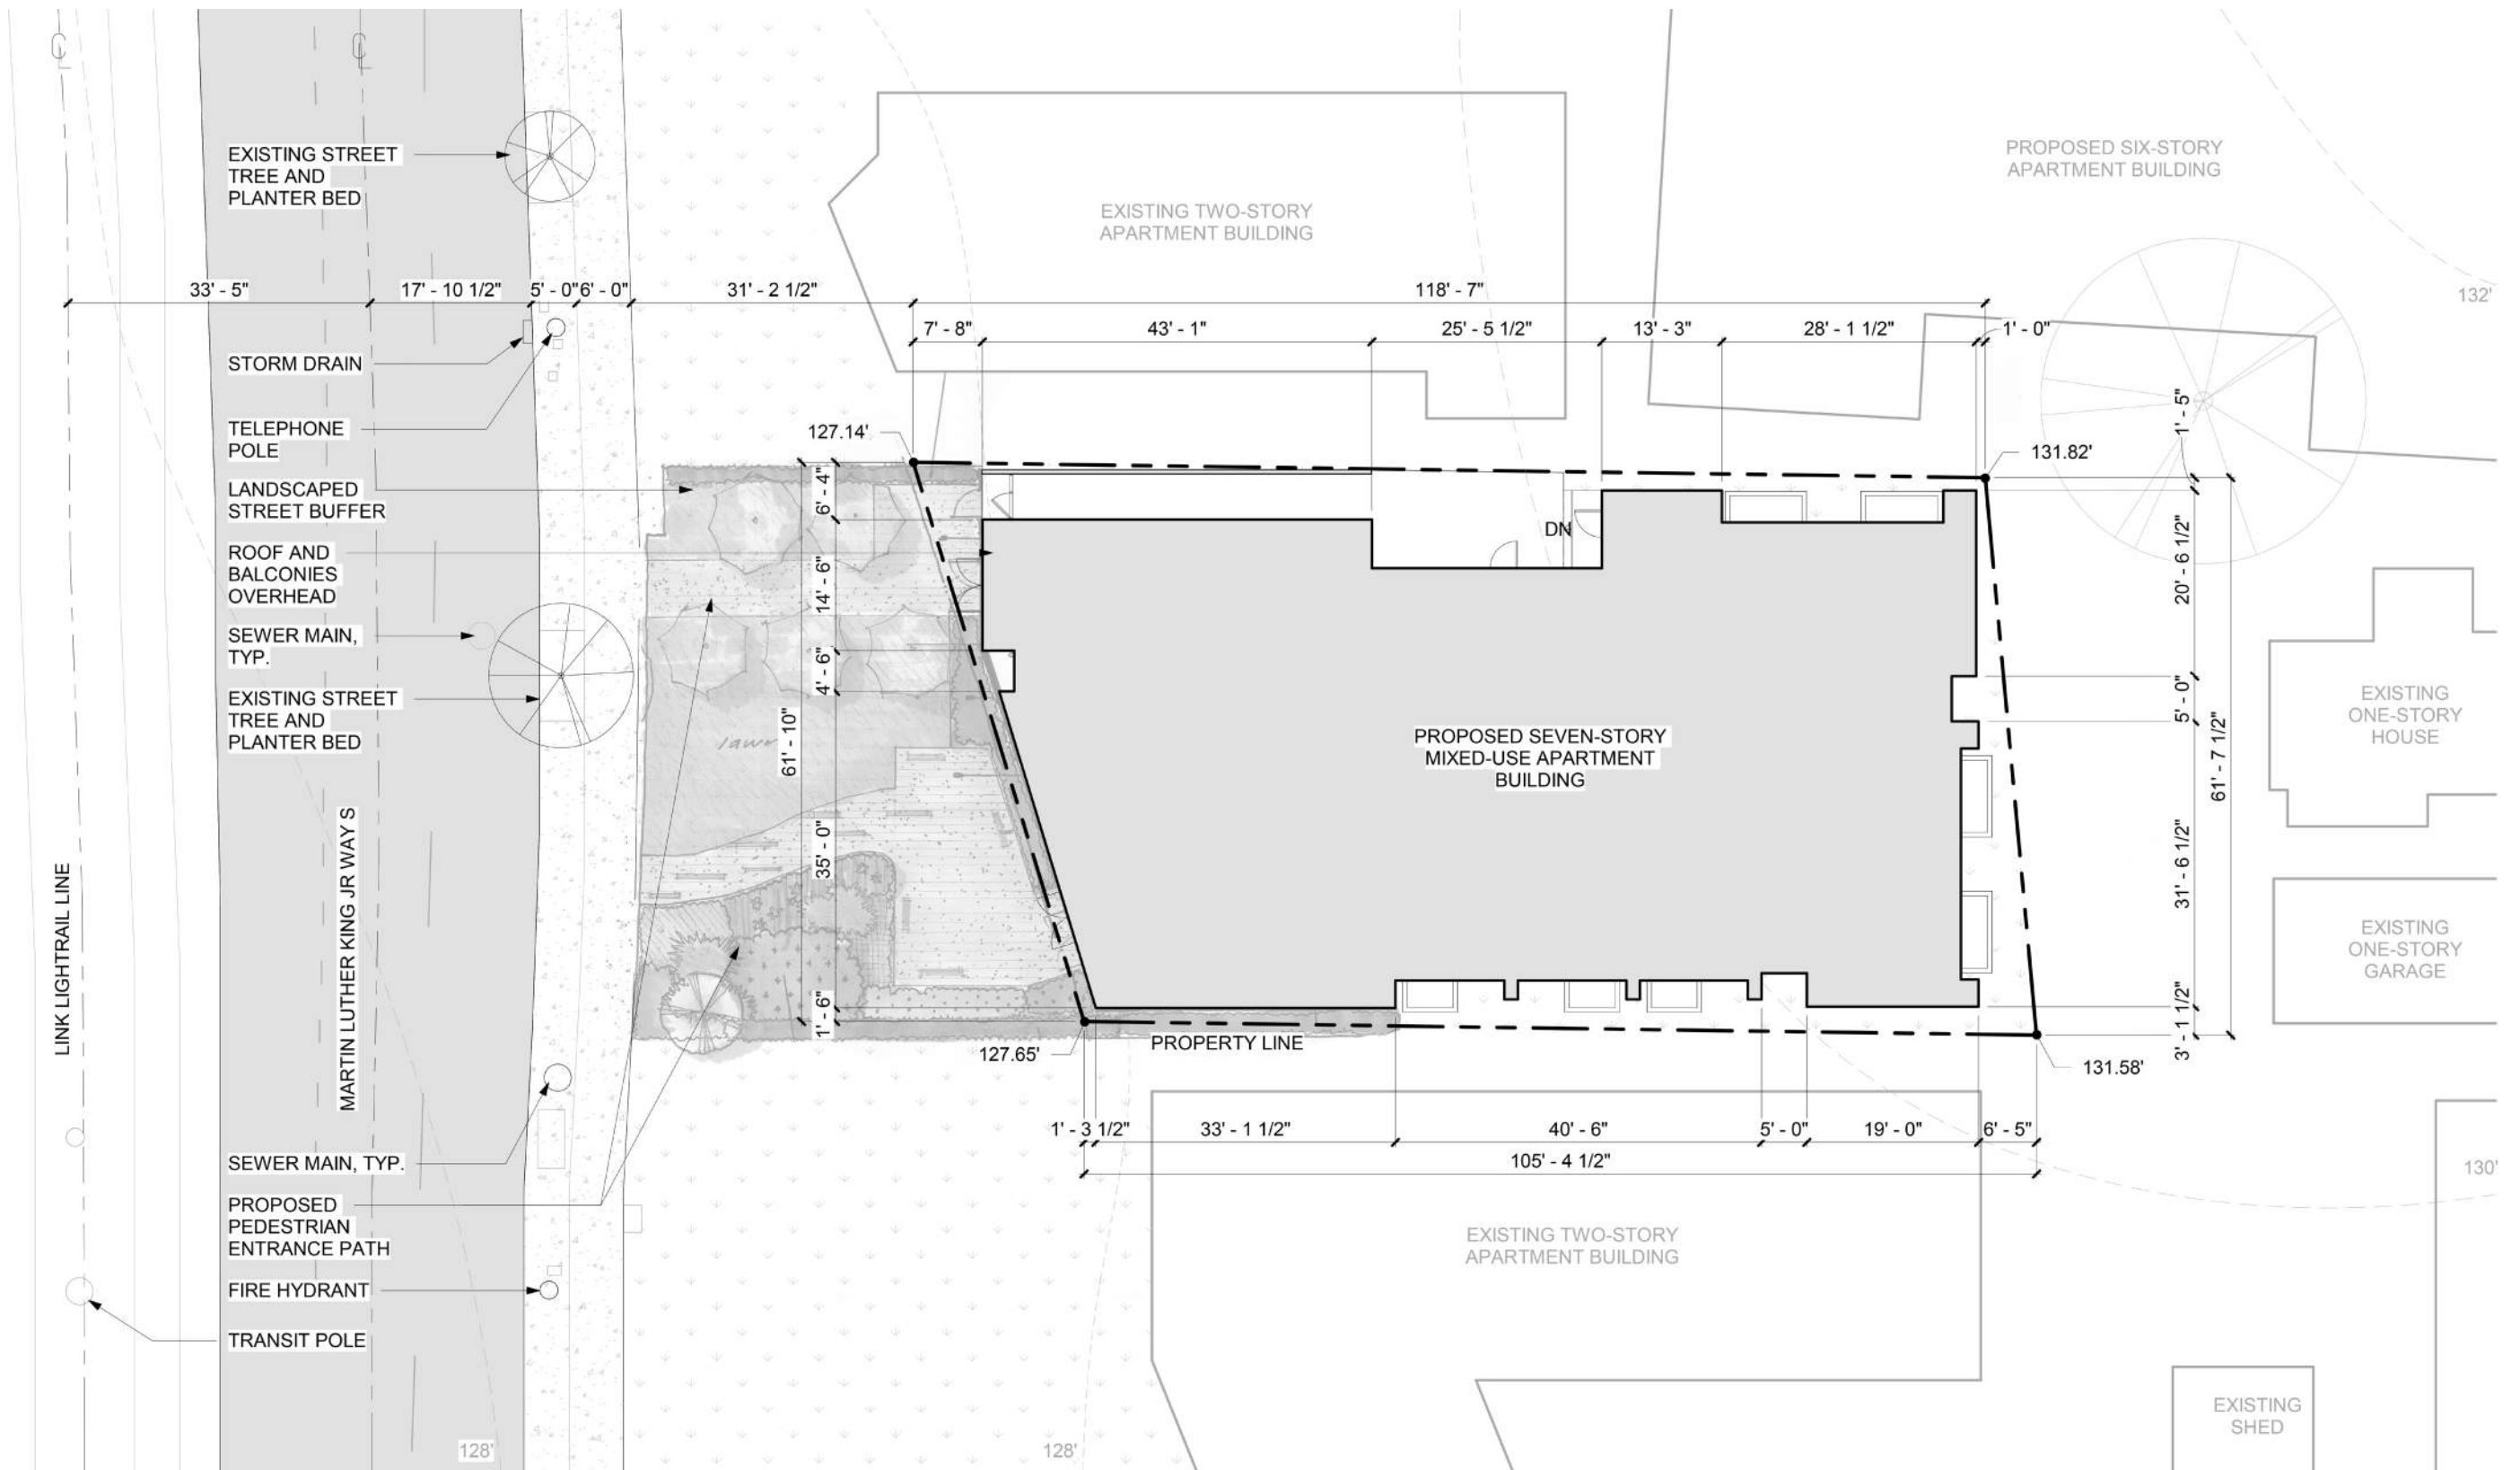 EXISTING STREET
TREE AND
PLANTER BED
PROPOSED SIX-STORY
APARTMENT BUILDING
EXISTING TWO-STORY
APARTMENT BUILDING
33' - 5"
17' - 10 1/2"
5' - 0"
6' - 0"
31' - 2 1/2"
118' - 7"
132'
7' - 8"
43' - 1"
25' - 5 1/2"
13' - 3"
28' - 1 1/2"
1' - 0"
STORM DRAIN
TELEPHONE
POLE
127.14'
131.82'
1' - 5"
LANDSCAPED
STREET BUFFER
6' - 4"
DN
ROOF AND
BALCONIES
OVERHEAD
14' - 6"
20' - 6 1/2"
SEWER MAIN,
TYP.
4' - 6"
EXISTING STREET
TREE AND
PLANTER BED
lawn
61' - 10"
PROPOSED SEVEN-STORY
MIXED-USE APARTMENT
BUILDING
5' - 0"
61' - 7 1/2"
EXISTING
ONE-STORY
HOUSE
LINK LIGHTRAIL LINE
MARTIN LUTHER KING JR WAY S
35' - 0"
31' - 6 1/2"
EXISTING
ONE-STORY
GARAGE
1' - 6"
3' - 1 1/2"
127.65'
PROPERTY LINE
131.58'
1' - 3 1/2"
33' - 1 1/2"
40' - 6"
5' - 0"
19' - 0"
6' - 5"
105' - 4 1/2"
SEWER MAIN, TYP.
130'
PROPOSED
PEDESTRIAN
ENTRANCE PATH
EXISTING TWO-STORY
APARTMENT BUILDING
FIRE HYDRANT
TRANSIT POLE
EXISTING
SHED
128'
128'